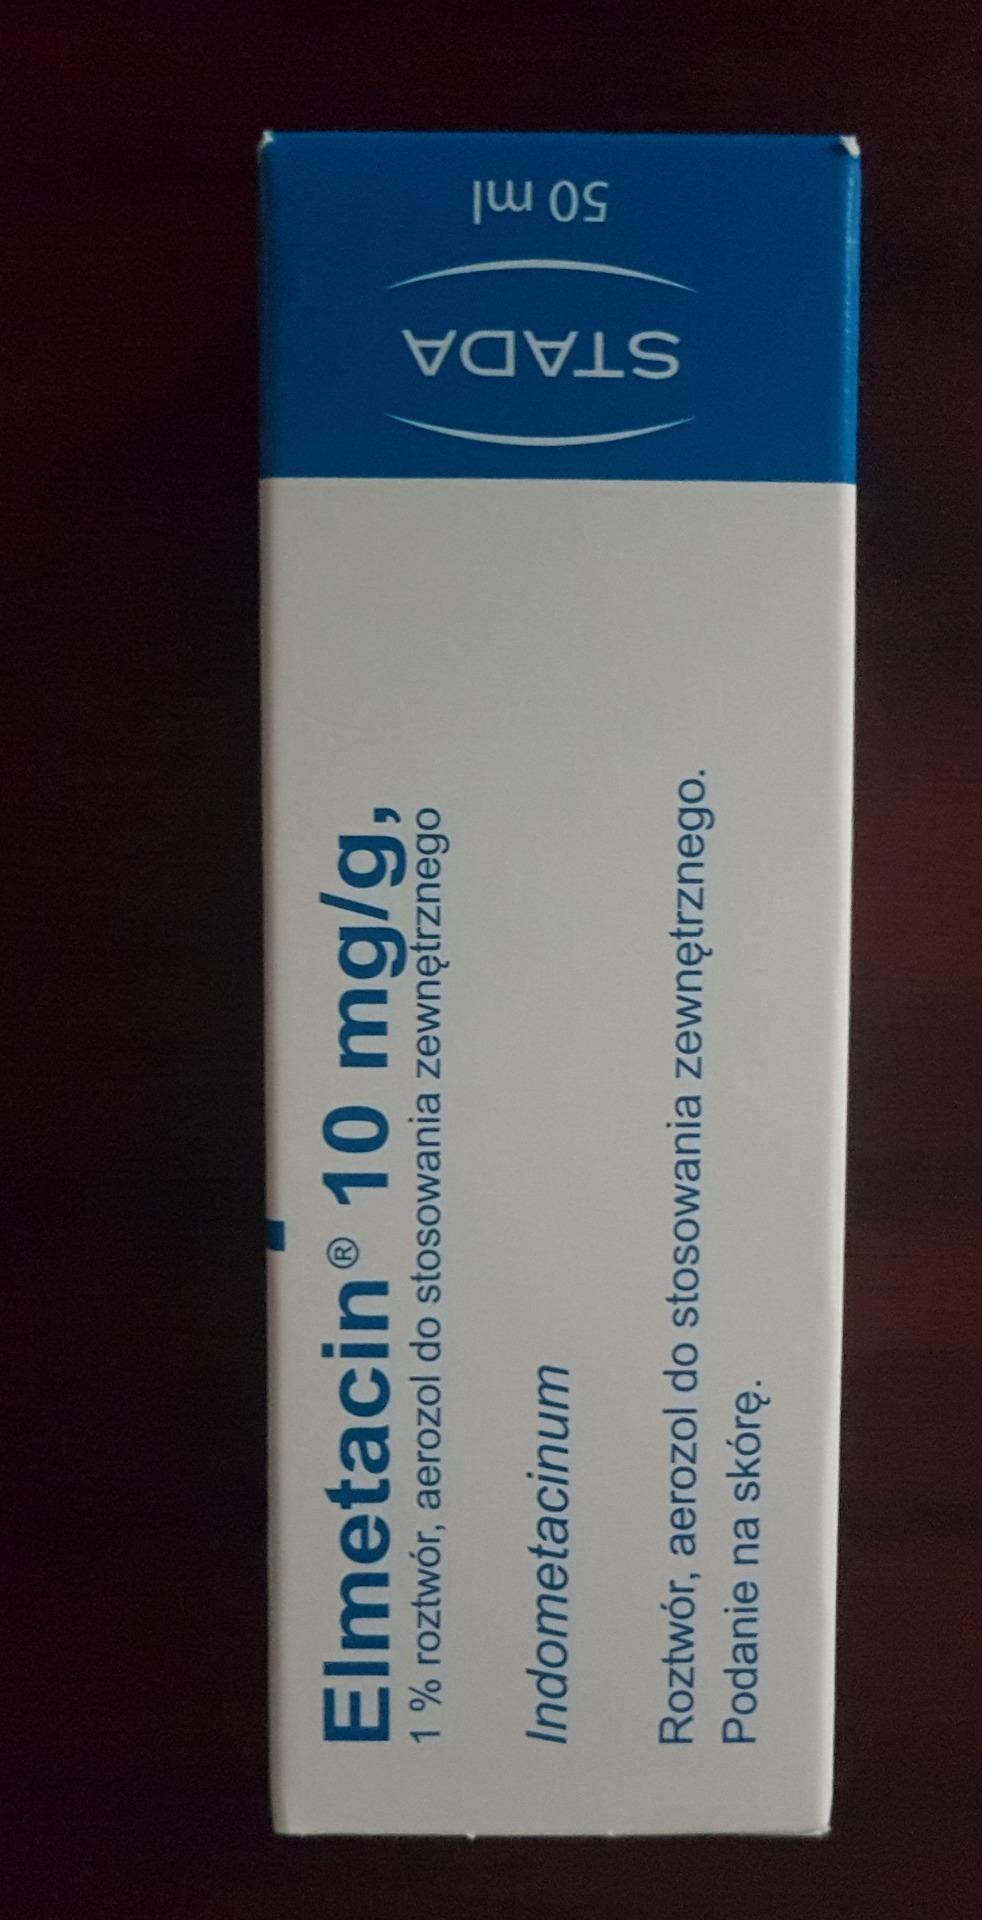 Elmetacin® 10 mg/g,
1 % roztwór, aerozol do stosowania zewnętrznego
Indometacinum
Roztwór, aerozol do stosowania zewnętrznego.
Podanie na skórę.
STADA
50 ml